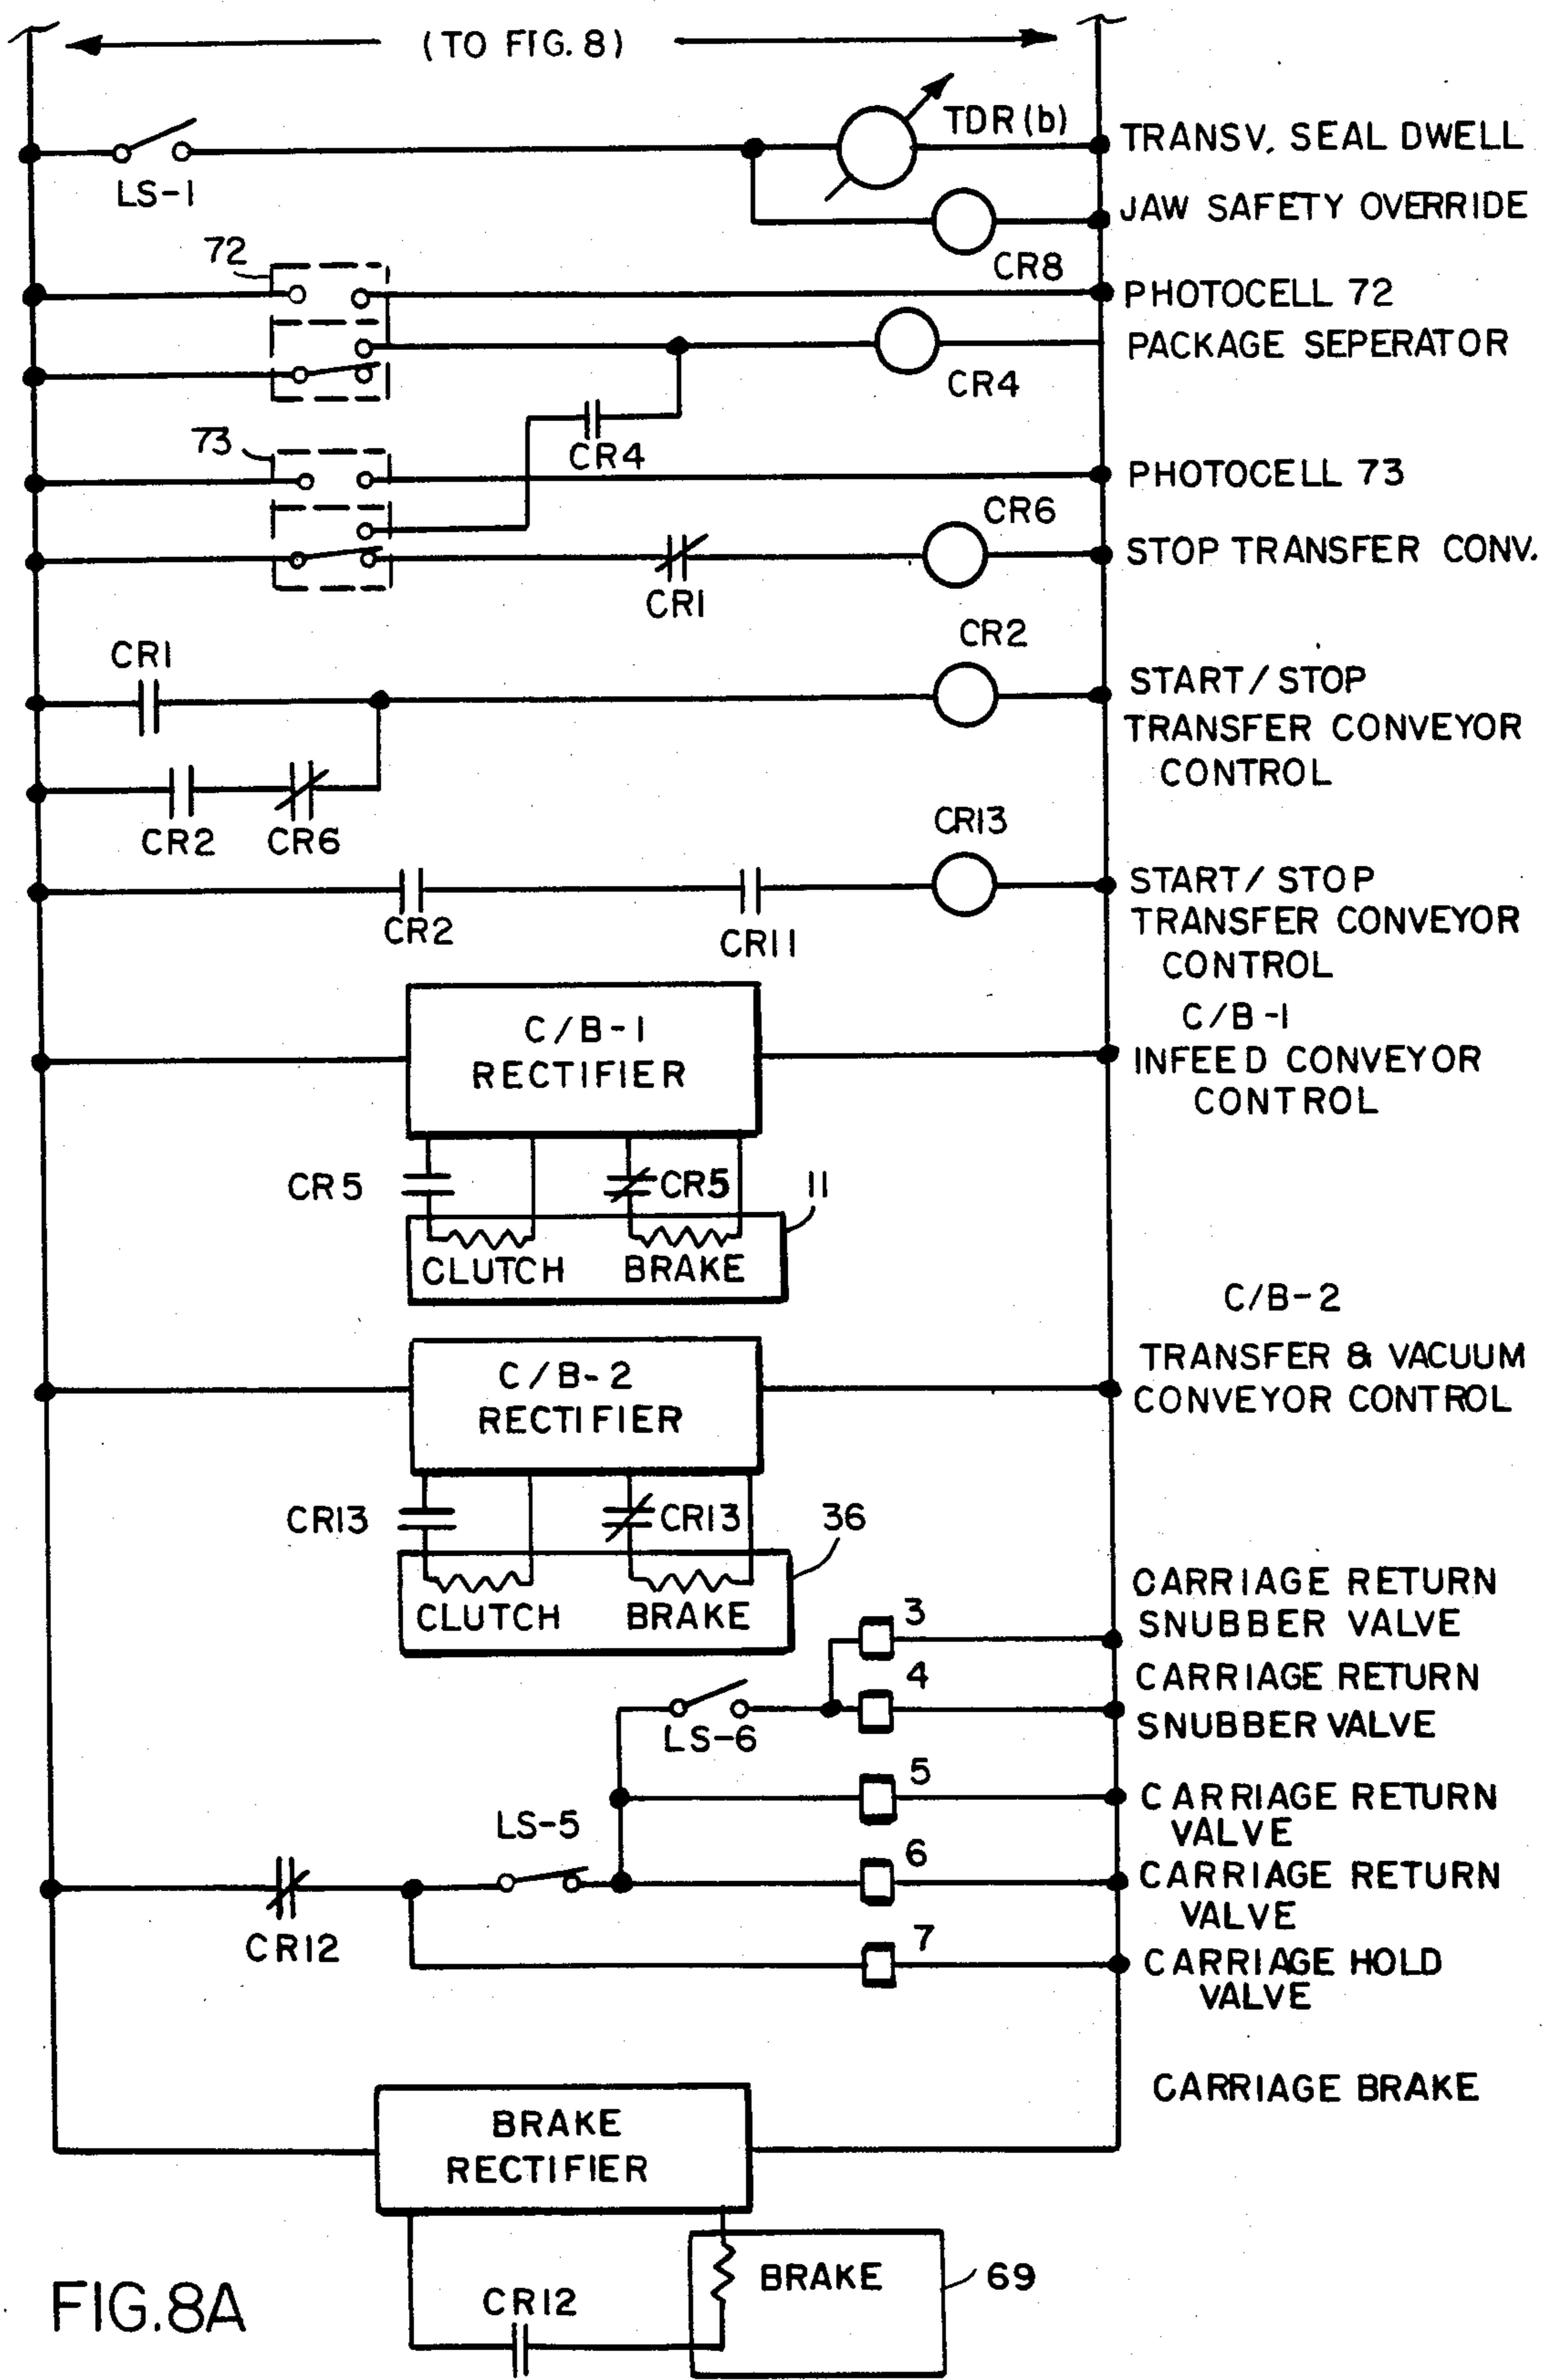 (TO FIG. 8)
TDR(b)
TRANSV. SEAL DWELL
LS-1
JAW SAFETY OVERRIDE
72
CR8
PHOTOCELL 72
PACKAGE SEPERATOR
CR4
CR4
73
PHOTOCELL 73
CR6
STOP TRANSFER CONV.
CR1
CR2
CR1
START/STOP
TRANSFER CONVEYOR
CONTROL
CR2
CR6
CR13
START/STOP
TRANSFER CONVEYOR
CONTROL
CR2
CR11
C/B-1
RECTIFIER
C/B-1
INFEED CONVEYOR
CONTROL
CR5
CR5
11
CLUTCH
BRAKE
C/B-2
C/B-2
RECTIFIER
TRANSFER & VACUUM
CONVEYOR CONTROL
CR13
CR13
36
CLUTCH
BRAKE
3
CARRIAGE RETURN
SNUBBER VALVE
4
CARRIAGE RETURN
SNUBBER VALVE
LS-6
5
CARRIAGE RETURN
VALVE
LS-5
6
CARRIAGE RETURN
VALVE
CR12
7
CARRIAGE HOLD
VALVE
CARRIAGE BRAKE
BRAKE
RECTIFIER
BRAKE
69
CR12
FIG.8A